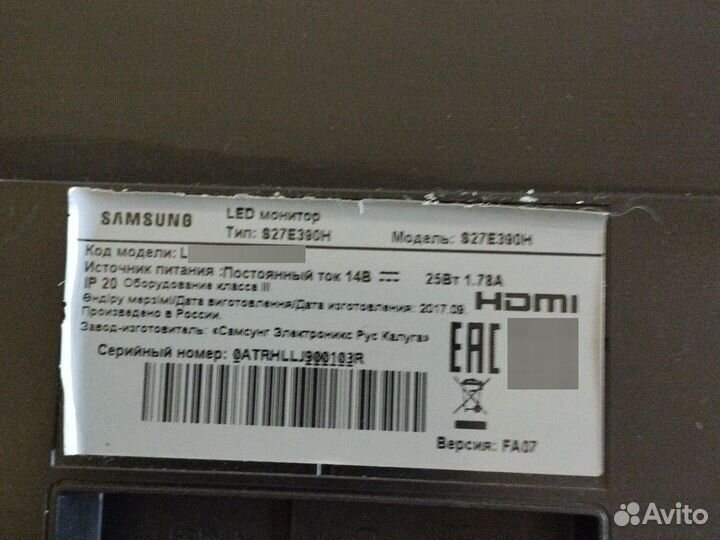 SAMSUNG
LED монитор
Тип: S27E390H Модель: S27E390H
Код модели: L
Источник питания :Постоянный ток 14В 25Вт 1.78A
IP 20 Оборудование класса III
Өндіру мерзімі/Дата виготовлення/Дата изготовления: 2017.09.
HDMI
Произведено в России.
Завод-изготовитель: «Самсунг Электроникс Рус Калуга»
EAC
Серийный номер: 0ATRHLLJ900103R
Версия: FA07
Avito